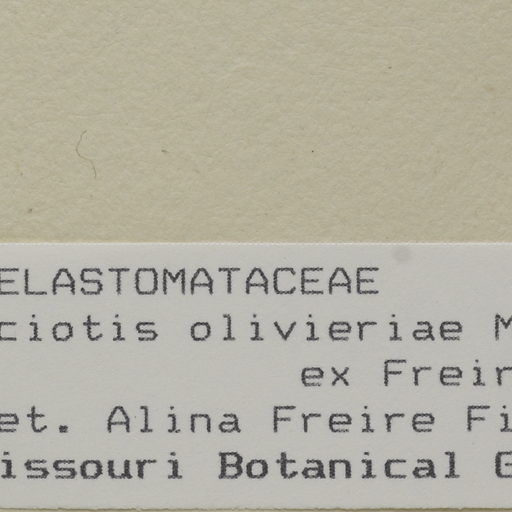 ELASTOMATACEAE
ciotis olivieriae M
ex Freir
et. Alina Freire Fi
issouri Botanical G